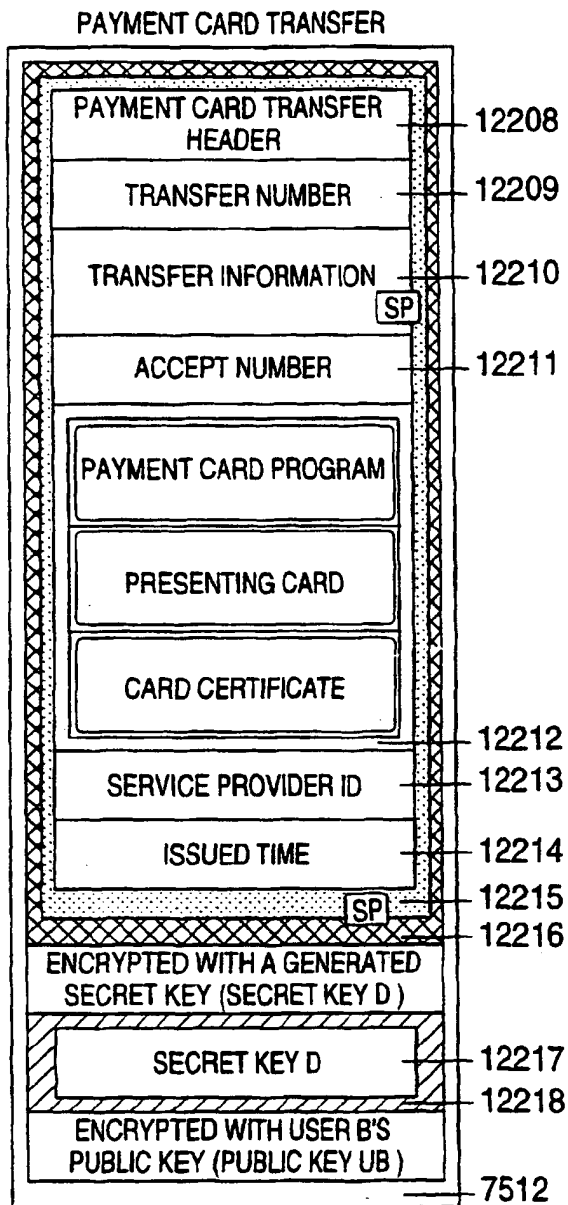 PAYMENT CARD TRANSFER
PAYMENT CARD TRANSFER
HEADER
12208
TRANSFER NUMBER
12209
TRANSFER INFORMATION
12210
SP
ACCEPT NUMBER
12211
PAYMENT CARD PROGRAM
PRESENTING CARD
CARD CERTIFICATE
12212
SERVICE PROVIDER ID
12213
ISSUED TIME
12214
12215
SP
12216
ENCRYPTED WITH A GENERATED
SECRET KEY (SECRET KEY D )
SECRET KEY D
12217
12218
ENCRYPTED WITH USER B'S
PUBLIC KEY (PUBLIC KEY UB )
7512